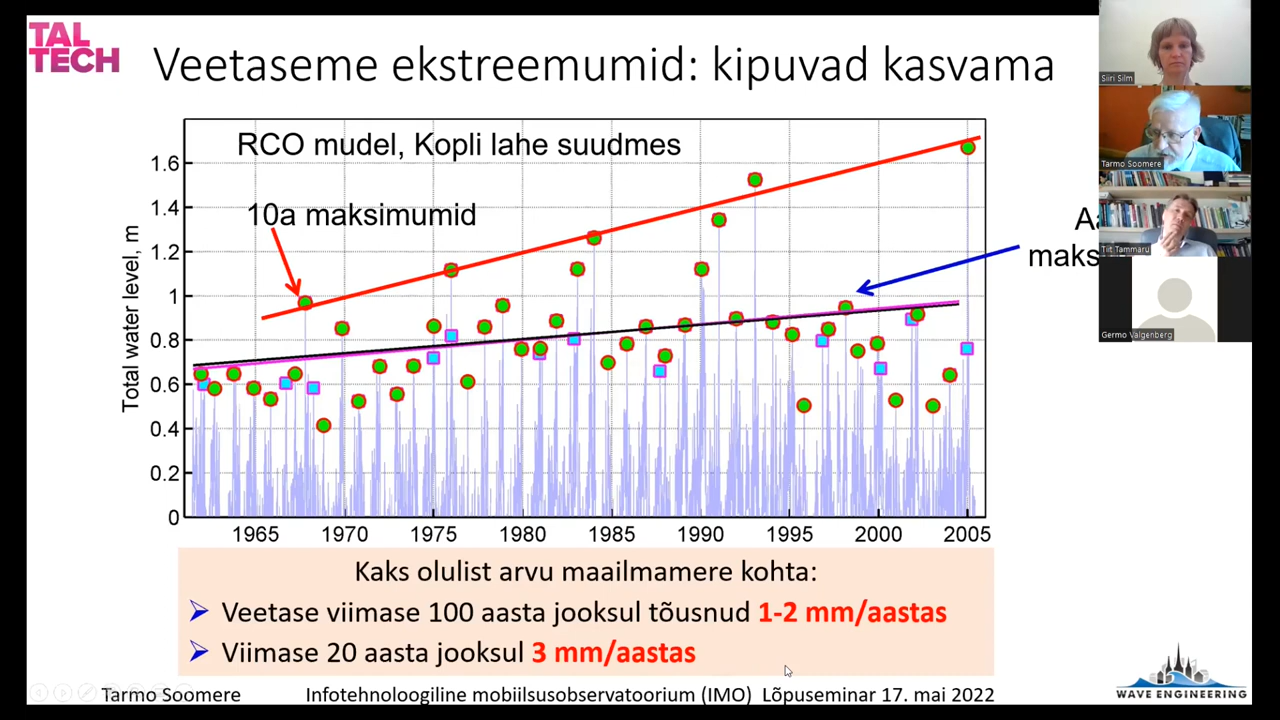 TAL
TECH
Veetaseme ekstreemumid: kipuvad kasvama
Siiri Silm
Tarmo Soomere
Tiit Tammaru
Germo Valgenberg
RCO mudel, Kopli lahe suudmes
10a maksimumid
Aa
maks
Total water level, m
1.6
1.4
1.2
1
0.8
0.6
0.4
0.2
0
1965 1970 1975 1980 1985 1990 1995 2000 2005
Kaks olulist arvu maailmamere kohta:
Veetase viimase 100 aasta jooksul tõusnud 1-2 mm/aastas
Viimase 20 aasta jooksul 3 mm/aastas
Tarmo Soomere Infotehnoloogiline mobiilsusobservatoorium (IMO) Lõpuseminar 17. mai 2022
WAVE ENGINEERING